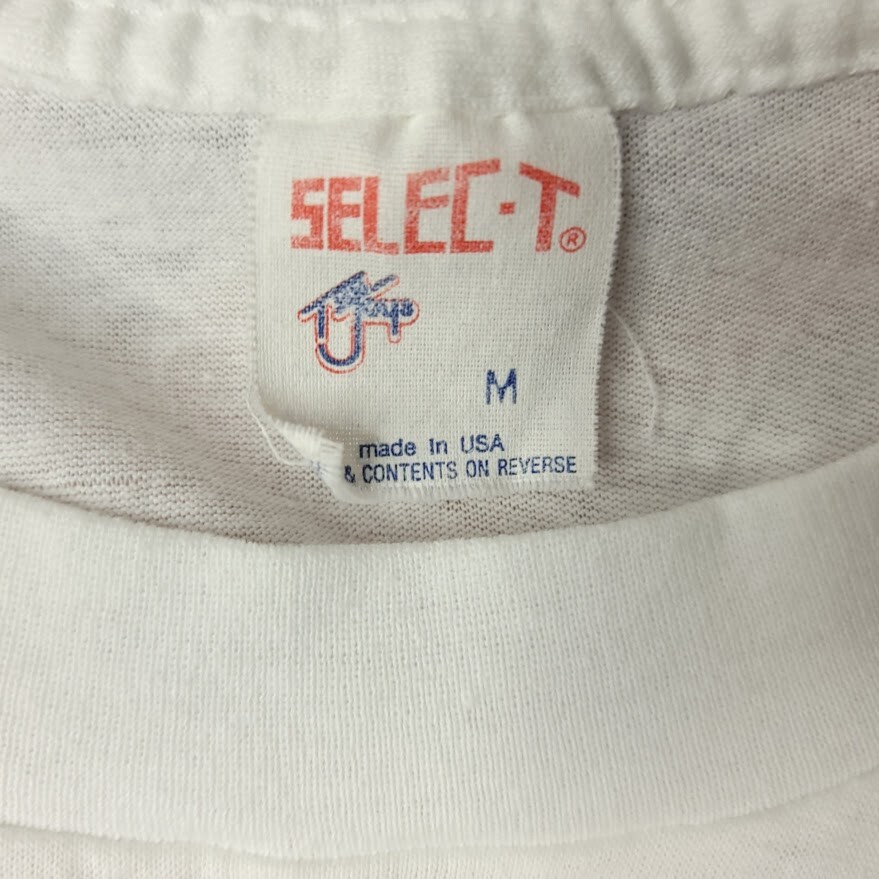 SELEC-T®
M
made In USA
& CONTENTS ON REVERSE